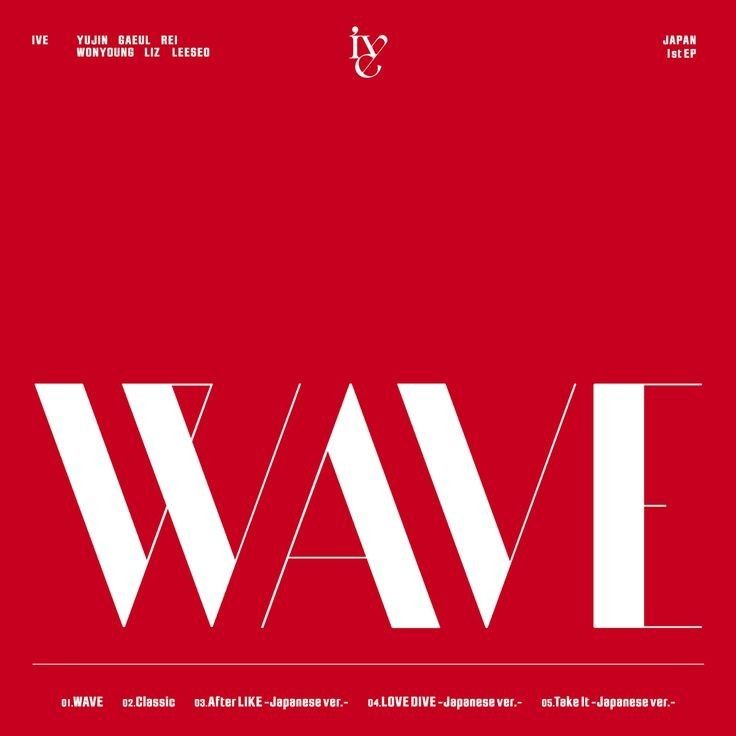 IVE YUJIN GAEUL REI
WONYOUNG LIZ LEESEO
ive
JAPAN
1st EP
WAVE
01.WAVE 02.Classic 03.After LIKE -Japanese ver.- 04.LOVE DIVE -Japanese ver.- 05.Take It -Japanese ver.-